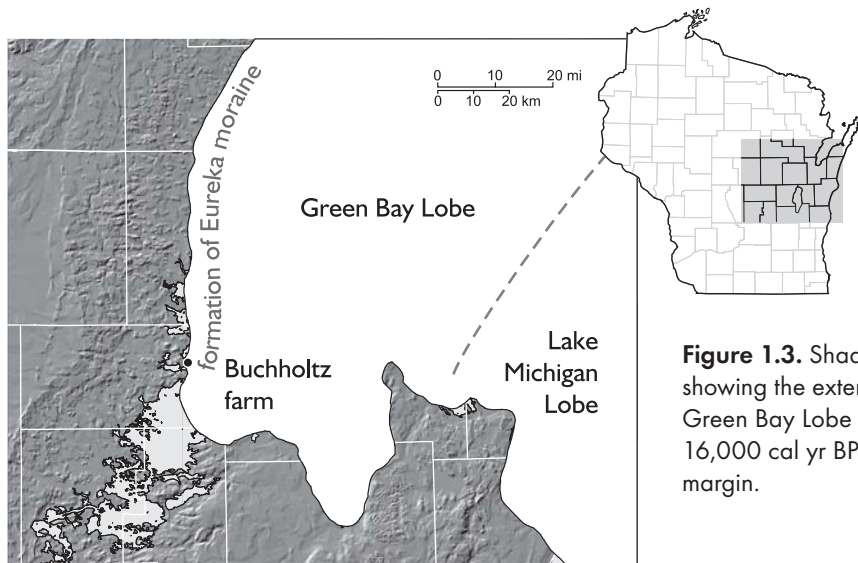 0 10 20 mi
0 10 20 km
formation of Eureka moraine
Green Bay Lobe
Buchholtz
farm
Lake
Michigan
Lobe
Figure 1.3. Shad
showing the exten
Green Bay Lobe
16,000 cal yr BP
margin.